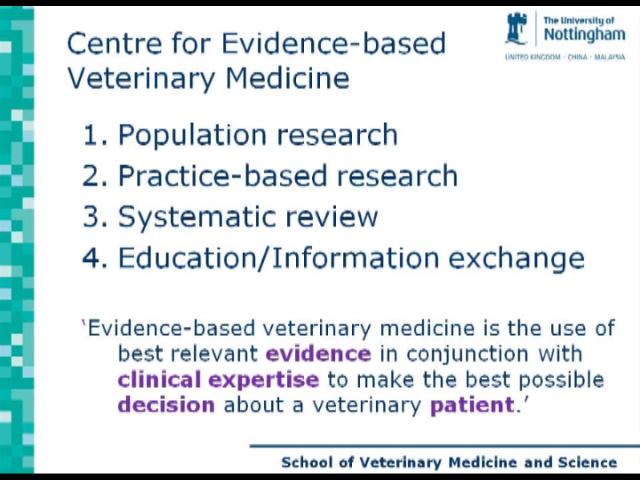 Centre for Evidence-based
Veterinary Medicine
The University of
Nottingham
UNITED KINGDOM · CHINA · MALAYSIA
1. Population research
2. Practice-based research
3. Systematic review
4. Education/Information exchange
‘Evidence-based veterinary medicine is the use of
best relevant evidence in conjunction with
clinical expertise to make the best possible
decision about a veterinary patient.’
School of Veterinary Medicine and Science